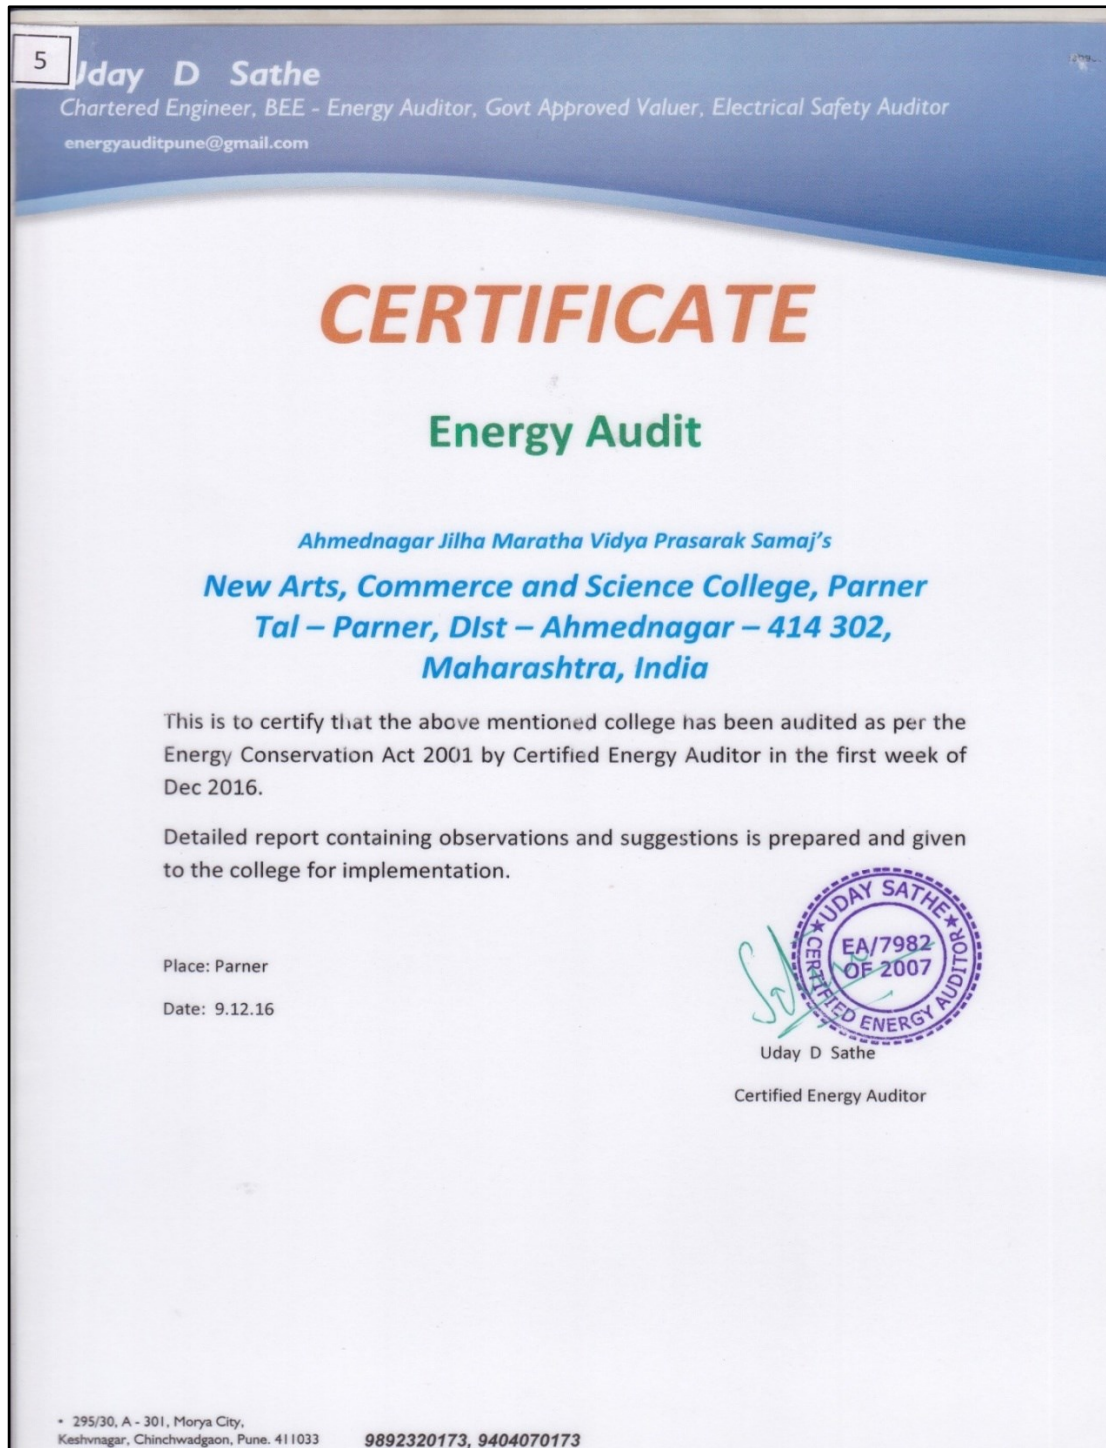 5
Uday D Sathe
Chartered Engineer, BEE - Energy Auditor, Govt Approved Valuer, Electrical Safety Auditor
energyauditpune@gmail.com
CERTIFICATE
Energy Audit
Ahmednagar Jilha Maratha Vidya Prasarak Samaj's
New Arts, Commerce and Science College, Parner
Tal – Parner, DIst – Ahmednagar – 414 302,
Maharashtra, India
This is to certify that the above mentioned college has been audited as per the
Energy Conservation Act 2001 by Certified Energy Auditor in the first week of
Dec 2016.
Detailed report containing observations and suggestions is prepared and given
to the college for implementation.
Place: Parner
Date: 9.12.16
★UDAY SATHE★
CERTIFIED ENERGY AUDITOR
EA/7982
OF 2007
Uday D Sathe
Certified Energy Auditor
• 295/30, A - 301, Morya City,
Keshvnagar, Chinchwadgaon, Pune. 411033
9892320173, 9404070173